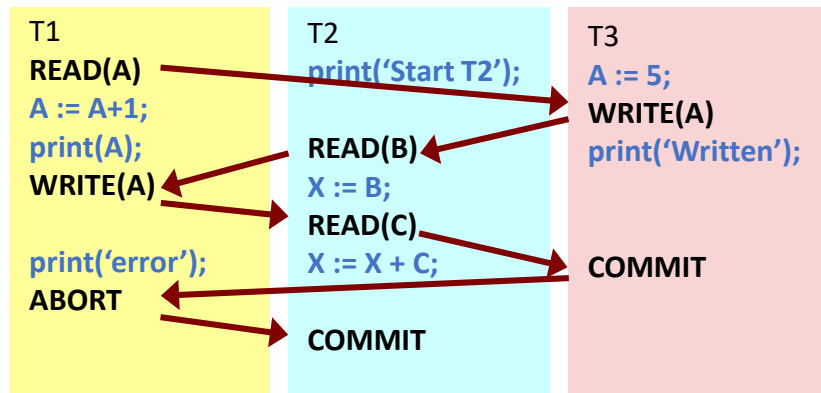 T1
READ(A)
A := A+1;
print(A);
WRITE(A)
print(‘error’);
ABORT
T2
print(‘Start T2’);
READ(B)
X := B;
READ(C)
X := X + C;
COMMIT
T3
A := 5;
WRITE(A)
print(‘Written’);
COMMIT